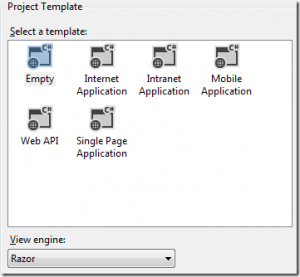 Project Template
Select a template:
C# C# C# C#
Empty Internet Application Intranet Application Mobile Application
C# C#
Web API Single Page Application
View engine:
Razor